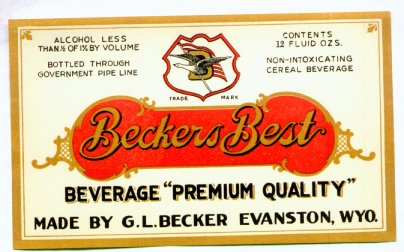 ALCOHOL LESS
THAN ½ OF 1% BY VOLUME
BOTTLED THROUGH
GOVERNMENT PIPE LINE
B
TRADE MARK
CONTENTS
12 FLUID OZS.
NON-INTOXICATING
CEREAL BEVERAGE
Beckers Best
BEVERAGE "PREMIUM QUALITY"
MADE BY G.L. BECKER EVANSTON, WYO.